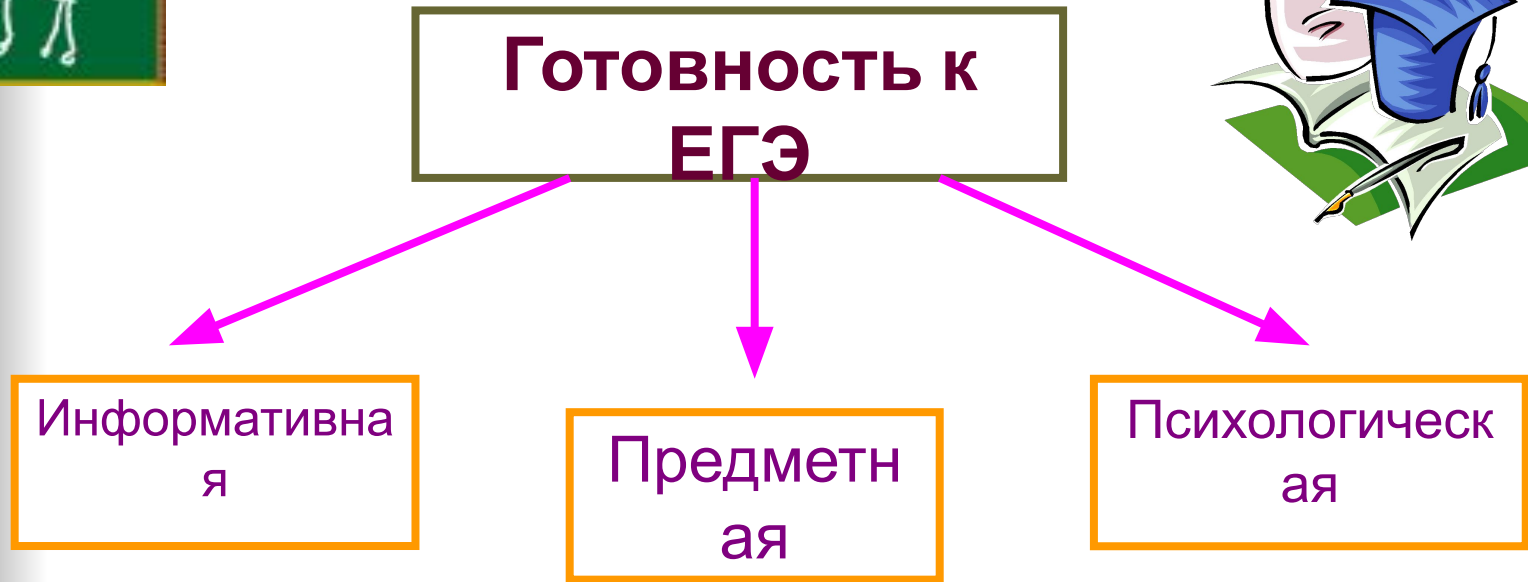 Готовность к
ЕГЭ
Информативна
я
Предметн
ая
Психологическ
ая